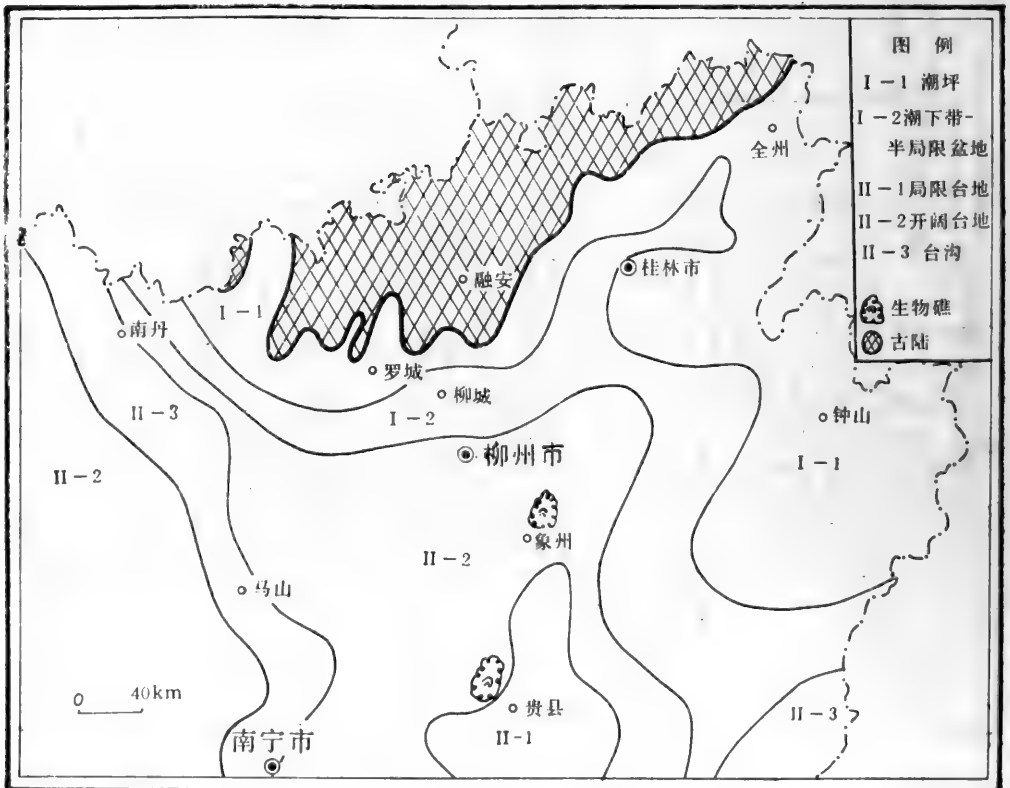 图 例
I-1 潮坪
I-2潮下带-
半局限盆地
II-1局限台地
II-2开阔台地
II-3 台沟
生物礁
古陆
全州
桂林市
融安
I-1
南丹
罗城
柳城
I-2
II-3
钟山
柳州市
I-1
II-2
象州
II-2
马山
0 40km
贵县
II-3
II-1
南宁市